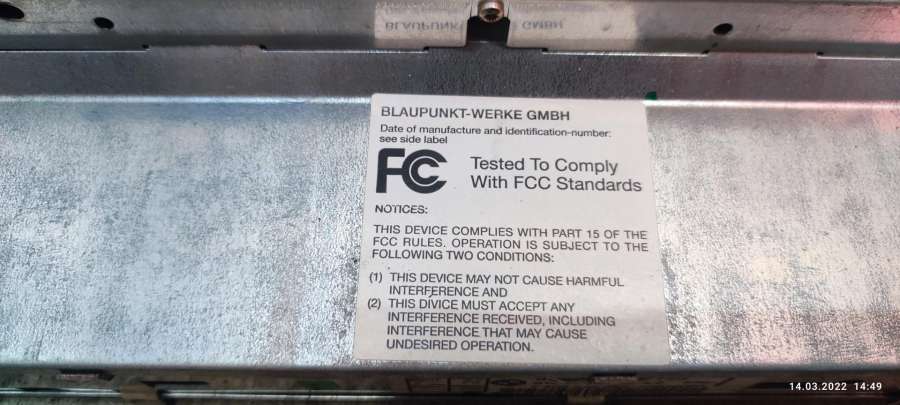 BLAUPUNKT GMBH
BLAUPUNKT-WERKE GMBH
Date of manufacture and identification-number:
see side label
FCC
Tested To Comply
With FCC Standards
NOTICES:
THIS DEVICE COMPLIES WITH PART 15 OF THE
FCC RULES. OPERATION IS SUBJECT TO THE
FOLLOWING TWO CONDITIONS:
(1) THIS DEVICE MAY NOT CAUSE HARMFUL
INTERFERENCE AND
(2) THIS DIVICE MUST ACCEPT ANY
INTERFERENCE RECEIVED, INCLUDING
INTERFERENCE THAT MAY CAUSE
UNDESIRED OPERATION.
14.03.2022 14:49